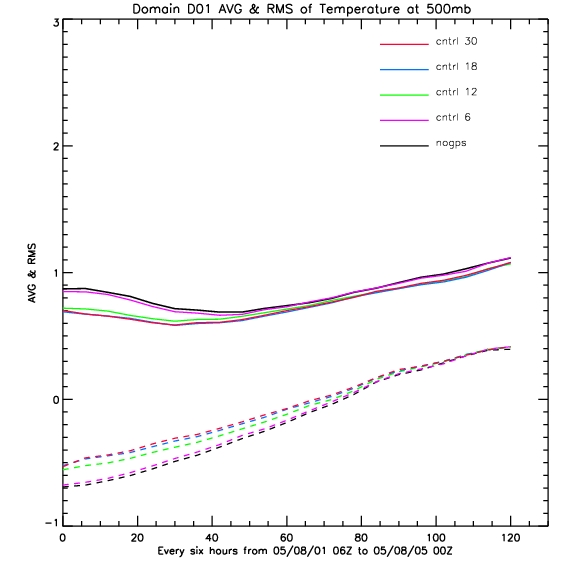 Domain D01 AVG & RMS of Temperature at 500mb
cntrl 30
cntrl 18
cntrl 12
cntrl 6
nogps
3
2
1
0
-1
AVG & RMS
0 20 40 60 80 100 120
Every six hours from 05/08/01 06Z to 05/08/05 00Z